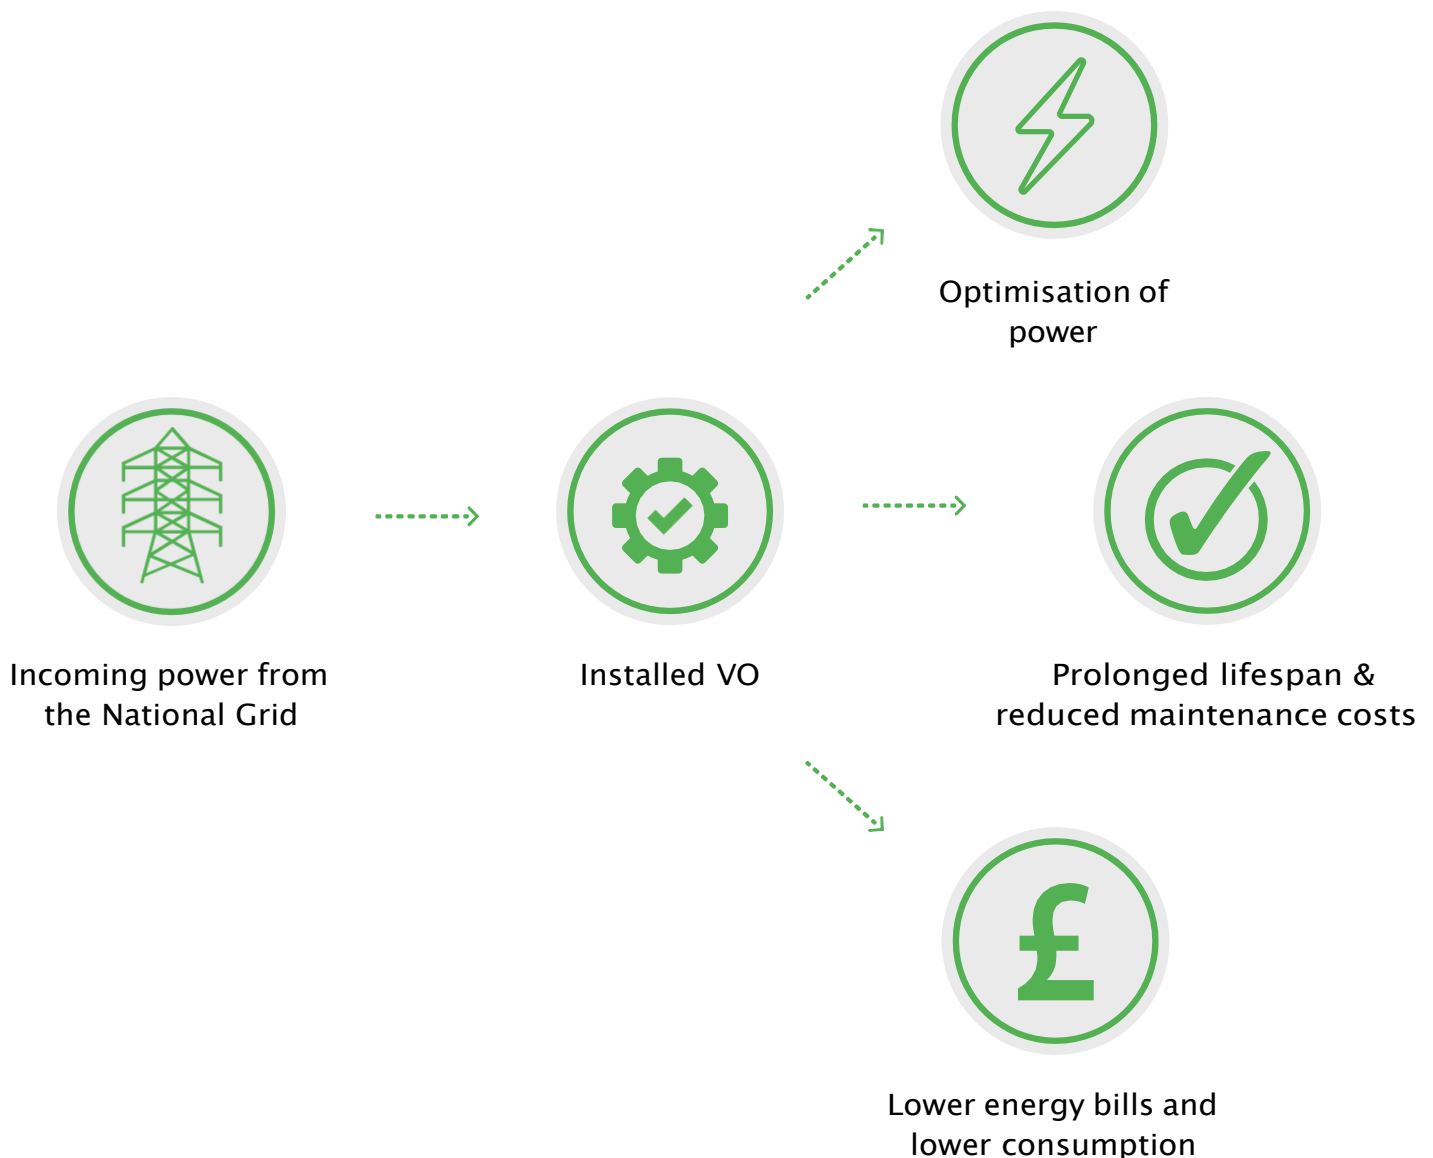 Optimisation of
power
Incoming power from
the National Grid
Installed VO
Prolonged lifespan &
reduced maintenance costs
£
Lower energy bills and
lower consumption